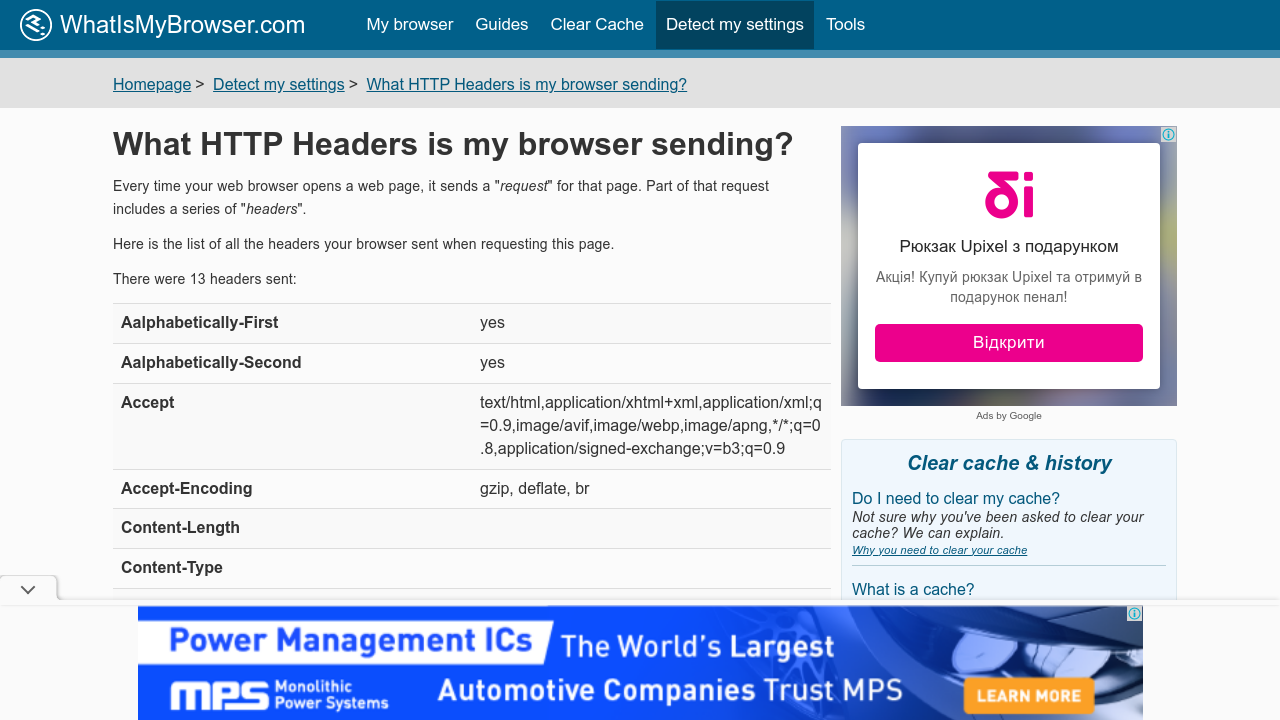 WhatIsMyBrowser.com
My browser
Guides
Clear Cache
Detect my settings
Tools
Homepage > Detect my settings > What HTTP Headers is my browser sending?
What HTTP Headers is my browser sending?
Every time your web browser opens a web page, it sends a "request" for that page. Part of that request
includes a series of "headers".
Here is the list of all the headers your browser sent when requesting this page.
There were 13 headers sent:
Aalphabetically-First yes
Aalphabetically-Second yes
Accept text/html,application/xhtml+xml,application/xml;q
=0.9,image/avif,image/webp,image/apng,*/*;q=0
.8,application/signed-exchange;v=b3;q=0.9
Accept-Encoding gzip, deflate, br
Content-Length
Content-Type
δi
Рюкзак Upixel з подарунком
Акція! Купуй рюкзак Upixel та отримуй в
подарунок пенал!
Відкрити
Ads by Google
Clear cache & history
Do I need to clear my cache?
Not sure why you've been asked to clear your
cache? We can explain.
Why you need to clear your cache
What is a cache?
Power Management ICs
The World's Largest
mps Monolithic
Power Systems
Automotive Companies Trust MPS
LEARN MORE